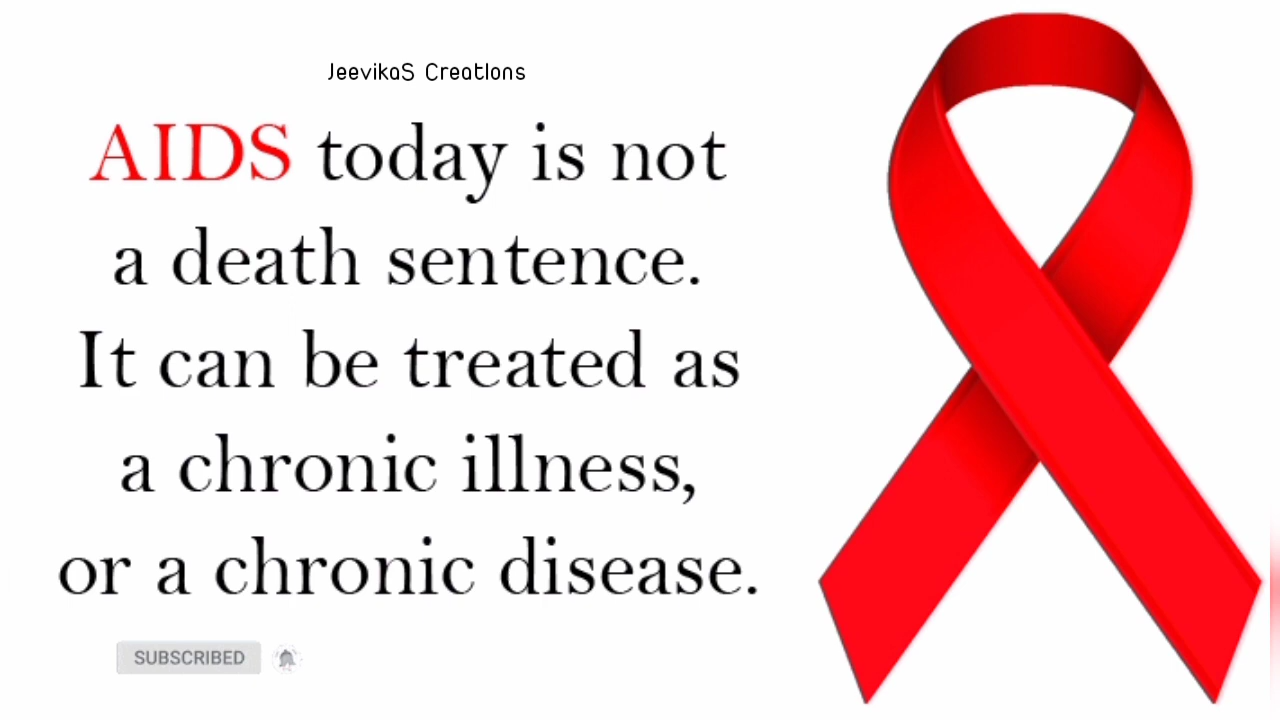 JeevikaS CreatIons
AIDS today is not
a death sentence.
It can be treated as
a chronic illness,
or a chronic disease.
SUBSCRIBED